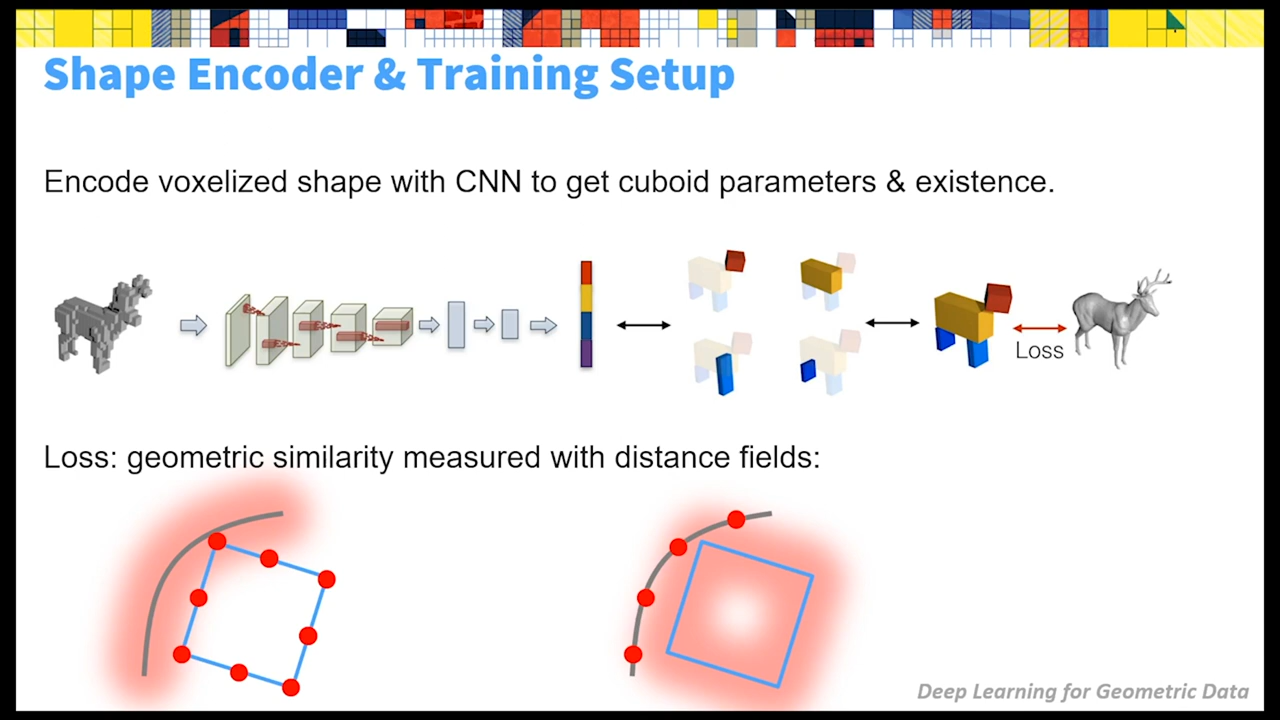 Shape Encoder & Training Setup
Encode voxelized shape with CNN to get cuboid parameters & existence.
Loss
Loss: geometric similarity measured with distance fields:
Deep Learning for Geometric Data